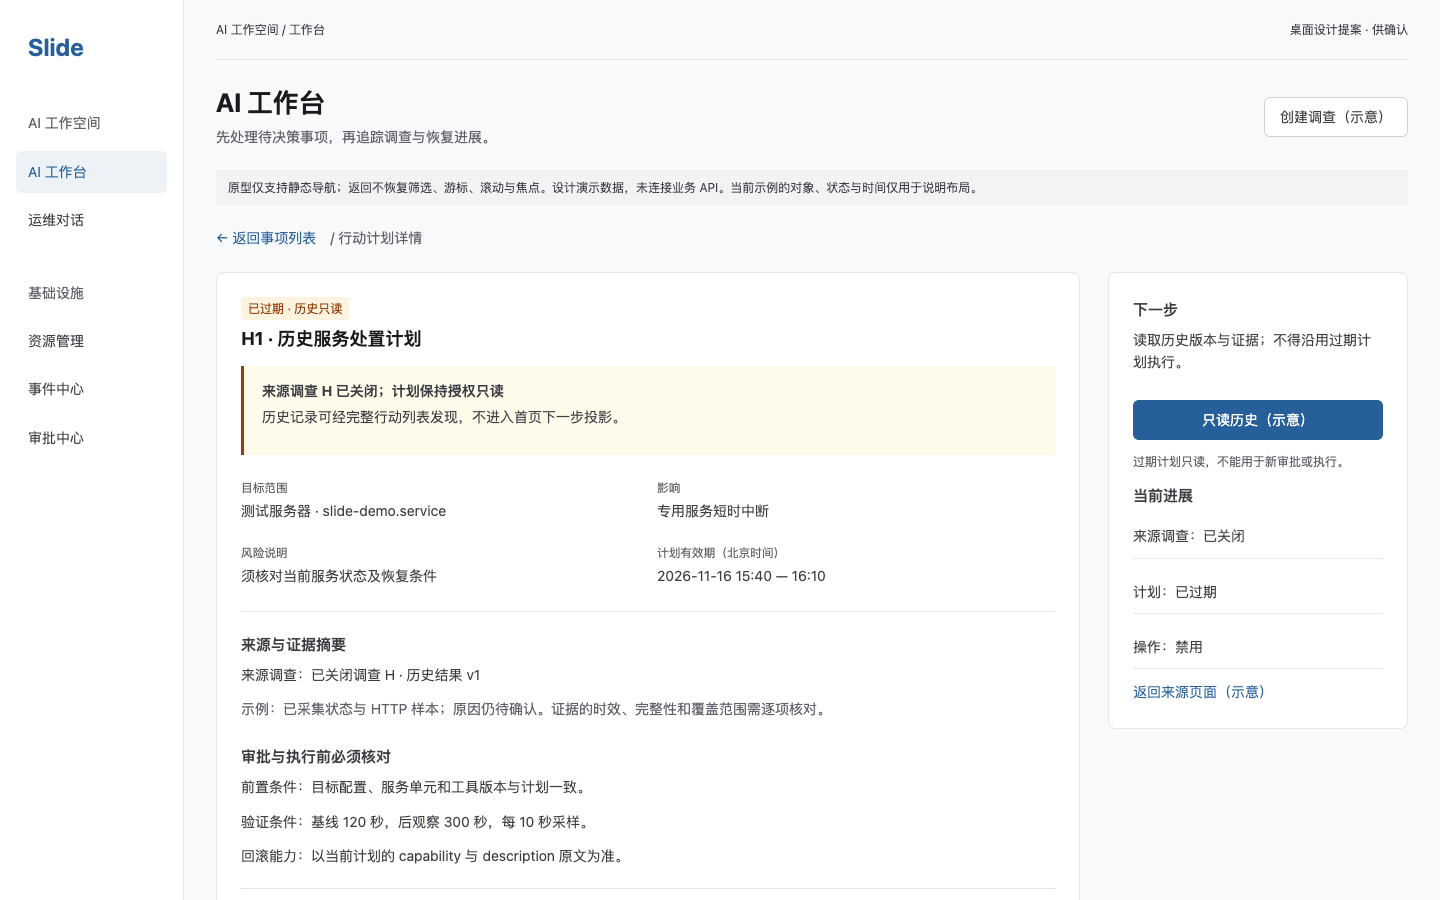 Slide
AI 工作空间
AI 工作台
运维对话
基础设施
资源管理
事件中心
审批中心
AI 工作空间 / 工作台
桌面设计提案 · 供确认
AI 工作台
先处理待决策事项，再追踪调查与恢复进展。
创建调查（示意）
原型仅支持静态导航；返回不恢复筛选、游标、滚动与焦点。设计演示数据，未连接业务 API。当前示例的对象、状态与时间仅用于说明布局。
← 返回事项列表 / 行动计划详情
已过期 · 历史只读
H1 · 历史服务处置计划
来源调查 H 已关闭；计划保持授权只读
历史记录可经完整行动列表发现，不进入首页下一步投影。
目标范围
测试服务器 · slide-demo.service
影响
专用服务短时中断
风险说明
须核对当前服务状态及恢复条件
计划有效期（北京时间）
2026-11-16 15:40 — 16:10
来源与证据摘要
来源调查：已关闭调查 H · 历史结果 v1
示例：已采集状态与 HTTP 样本；原因仍待确认。证据的时效、完整性和覆盖范围需逐项核对。
审批与执行前必须核对
前置条件：目标配置、服务单元和工具版本与计划一致。
验证条件：基线 120 秒，后观察 300 秒，每 10 秒采样。
回滚能力：以当前计划的 capability 与 description 原文为准。
下一步
读取历史版本与证据；不得沿用过期计
划执行。
只读历史（示意）
过期计划只读，不能用于新审批或执行。
当前进展
来源调查：已关闭
计划：已过期
操作：禁用
返回来源页面（示意）